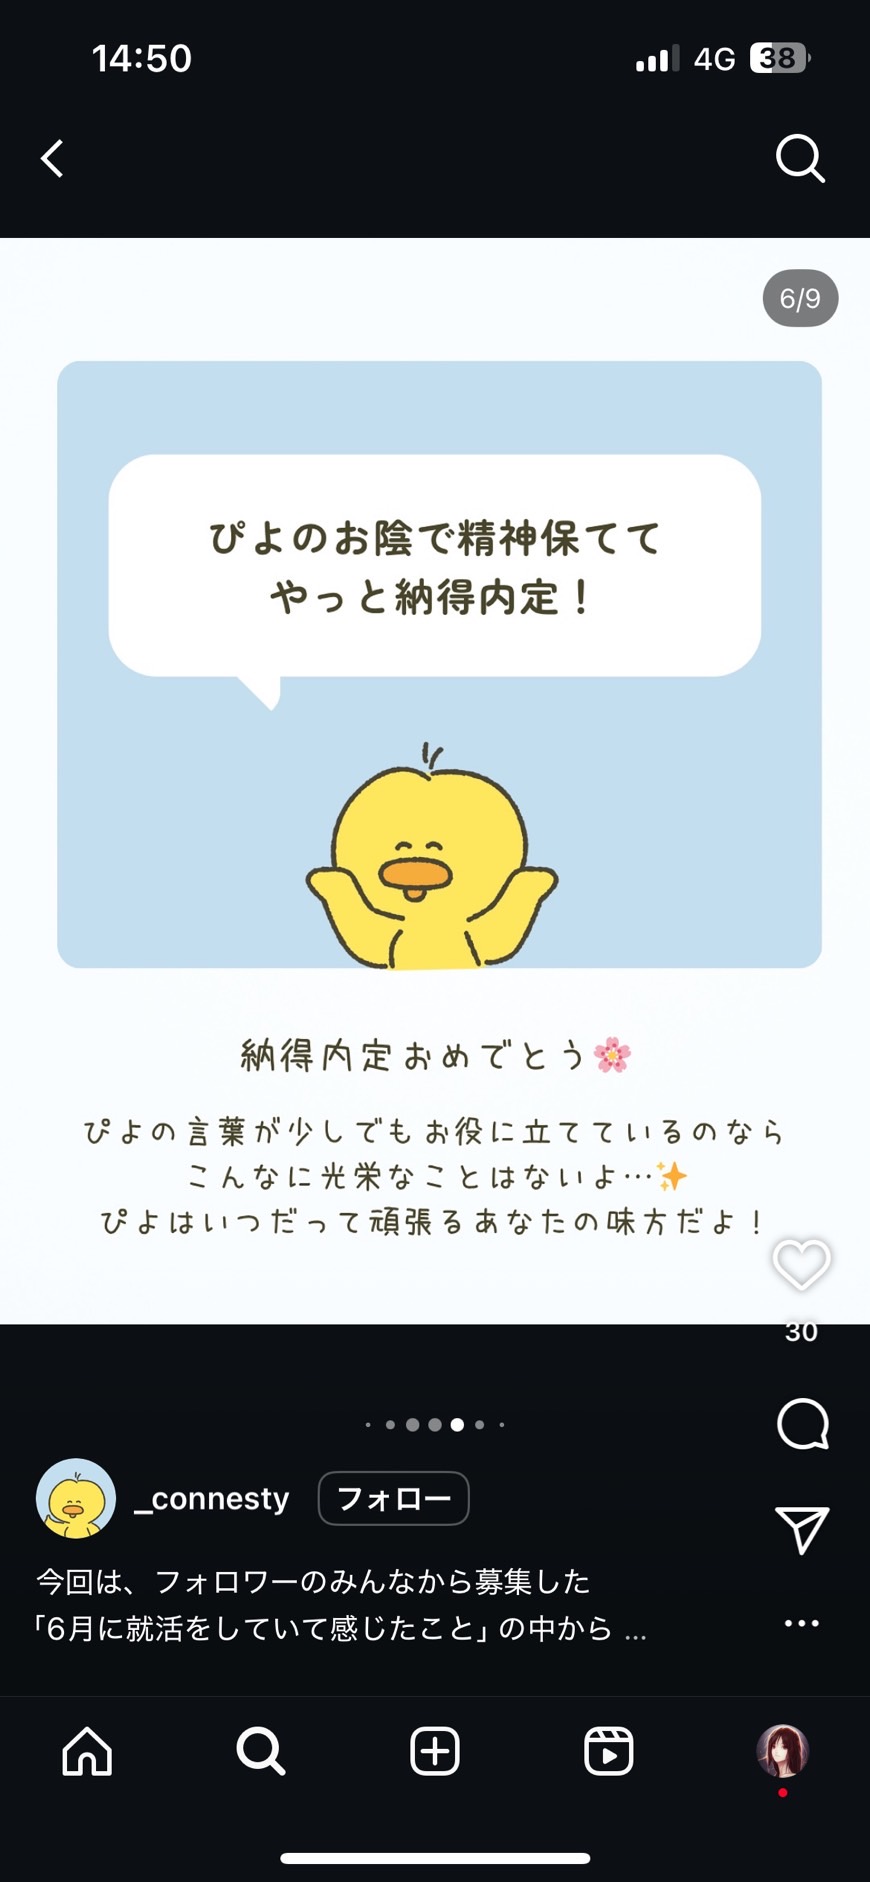 14:50
4G
38
6/9
ぴよのお陰で精神保てて
やっと納得内定！
納得内定おめでとう🌸
ぴよの言葉が少しでもお役に立てているのなら
こんなに光栄なことはないよ…✨
ぴよはいつだって頑張るあなたの味方だよ！
30
_connesty
フォロー
今回は、フォロワーのみんなから募集した
「6月に就活をしていて感じたこと」の中から ...